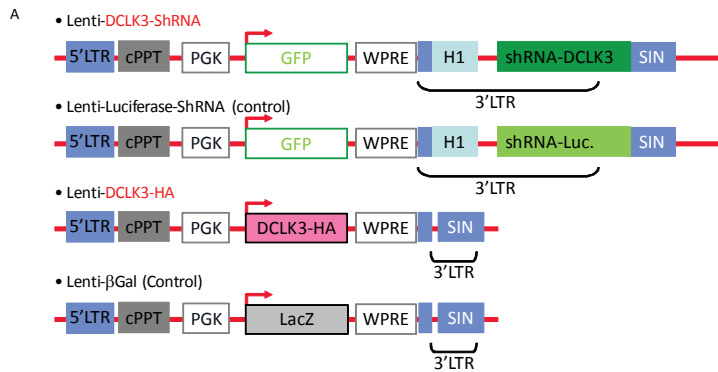 A
• Lenti-DCLK3-ShRNA
5'LTR cPPT PGK GFP WPRE H1 shRNA-DCLK3 SIN
3'LTR
• Lenti-Luciferase-ShRNA (control)
5'LTR cPPT PGK GFP WPRE H1 shRNA-Luc. SIN
3'LTR
• Lenti-DCLK3-HA
5'LTR cPPT PGK DCLK3-HA WPRE SIN
3'LTR
• Lenti-βGal (Control)
5'LTR cPPT PGK LacZ WPRE SIN
3'LTR